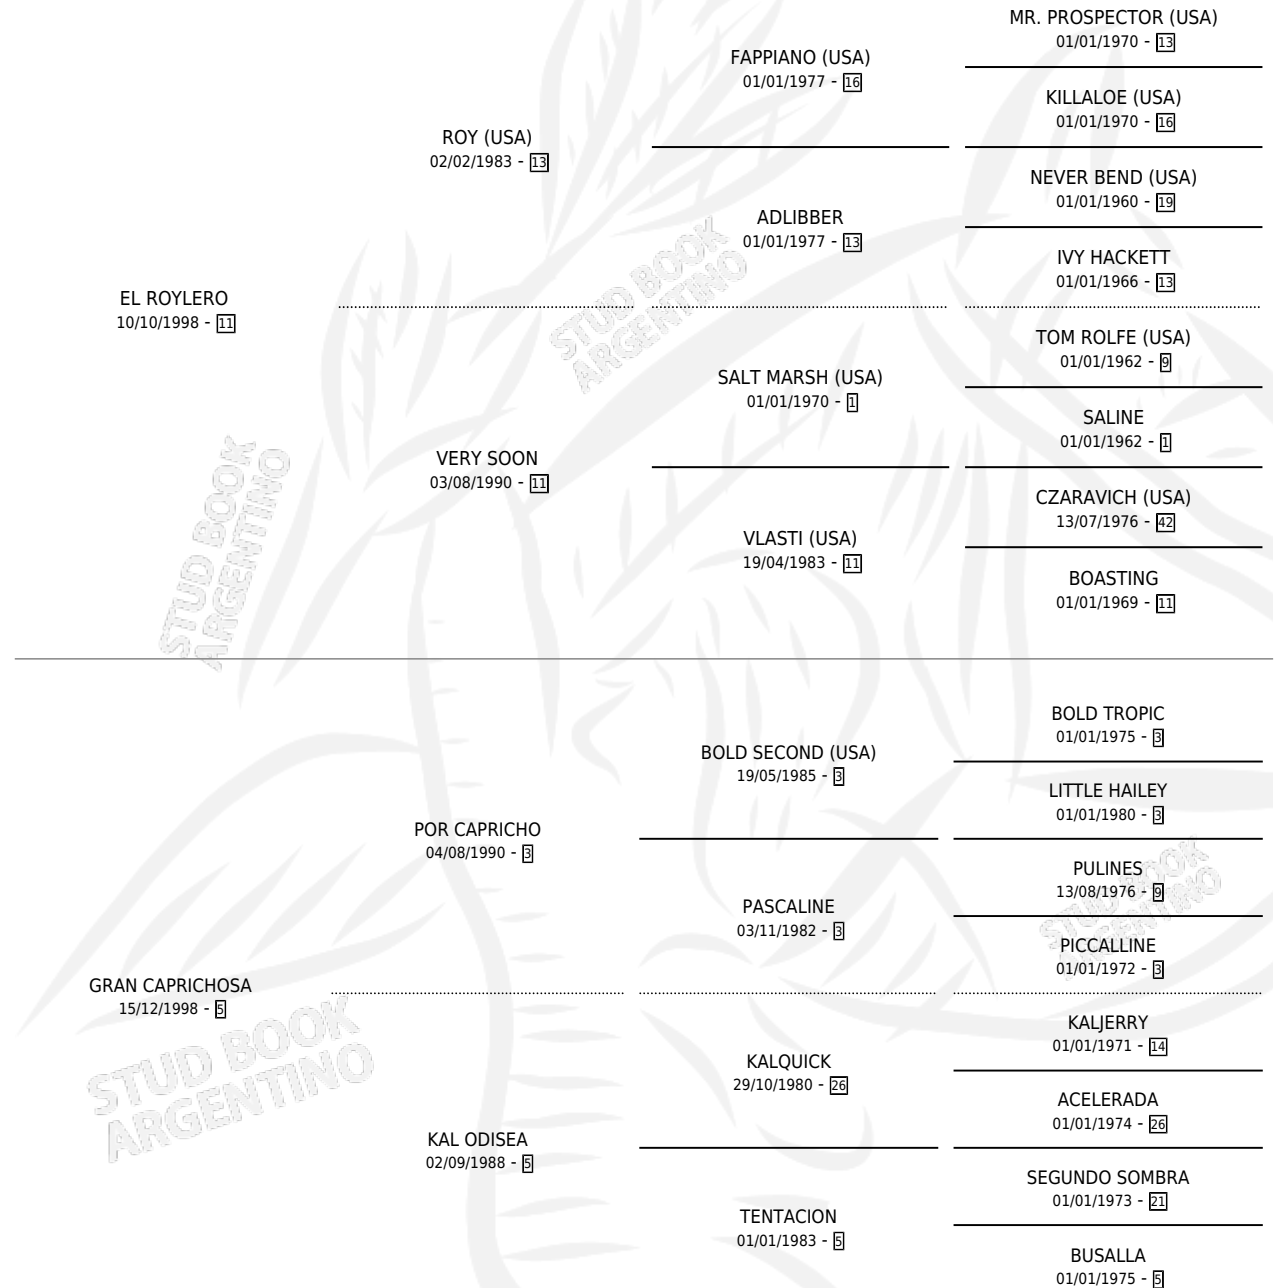 MR. PROSPECTOR (USA)
01/01/1970 - 13
FAPPIANO (USA)
01/01/1977 - 16
KILLALOE (USA)
01/01/1970 - 16
ROY (USA)
02/02/1983 - 13
NEVER BEND (USA)
01/01/1960 - 19
ADLIBBER
01/01/1977 - 13
IVY HACKETT
01/01/1966 - 13
EL ROYLERO
10/10/1998 - 11
TOM ROLFE (USA)
01/01/1962 - 9
SALT MARSH (USA)
01/01/1970 - 1
SALINE
01/01/1962 - 1
VERY SOON
03/08/1990 - 11
CZARAVICH (USA)
13/07/1976 - 42
VLASTI (USA)
19/04/1983 - 11
BOASTING
01/01/1969 - 11
STUD BOOK
ARGENTINO
STUD BOOK
ARGENTINO
BOLD TROPIC
01/01/1975 - 3
BOLD SECOND (USA)
19/05/1985 - 3
LITTLE HAILEY
01/01/1980 - 3
POR CAPRICHO
04/08/1990 - 3
PULINES
13/08/1976 - 9
PASCALINE
03/11/1982 - 3
PICCALLINE
01/01/1972 - 3
GRAN CAPRICHOSA
15/12/1998 - 5
KALJERRY
01/01/1971 - 14
KALQUICK
29/10/1980 - 26
ACELERADA
01/01/1974 - 26
KAL ODISEA
02/09/1988 - 5
SEGUNDO SOMBRA
01/01/1973 - 21
TENTACION
01/01/1983 - 5
BUSALLA
01/01/1975 - 5
STUD BOOK
ARGENTINO
STUD BOOK
ARGENTINO